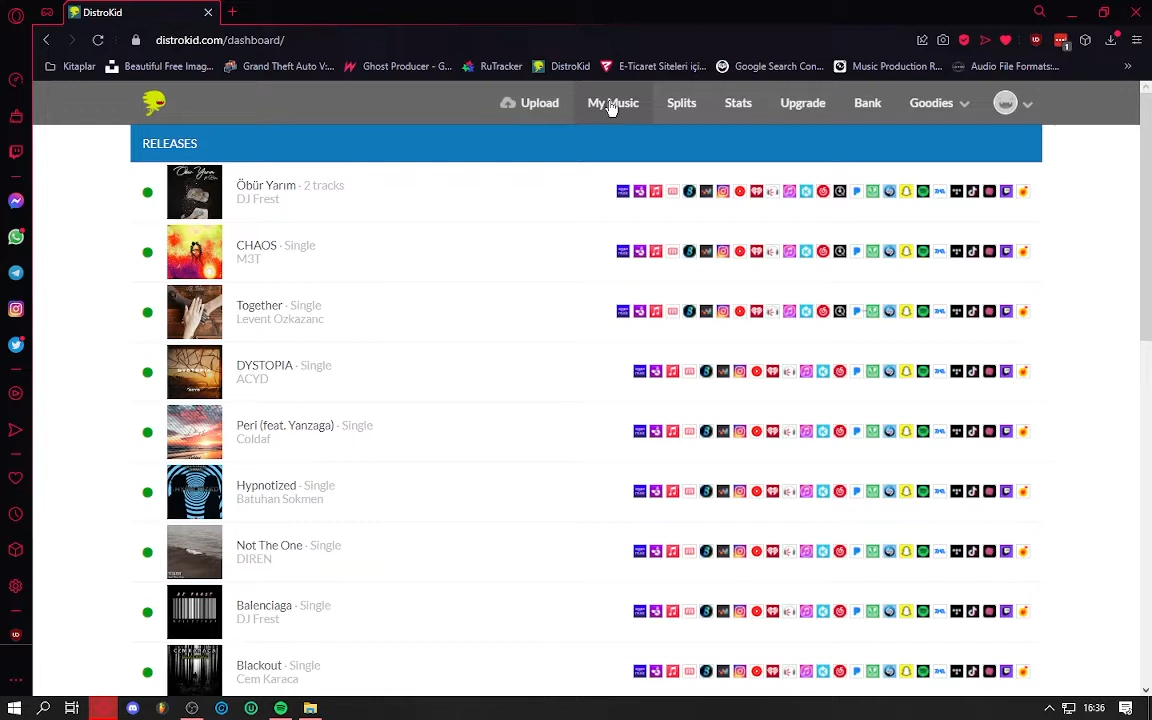 DistroKid
distrokid.com/dashboard/
1
Kitaplar
Beautiful Free Imag...
Grand Theft Auto V:...
Ghost Producer - G...
RuTracker
DistroKid
E-Ticaret Siteleri içi...
Google Search Con...
Music Production R...
Audio File Formats:...
Upload
My Music
Splits
Stats
Upgrade
Bank
Goodies
RELEASES
Öbür Yarım · 2 tracks
DJ Frest
CHAOS · Single
M3T
Together · Single
Levent Ozkazanc
DYSTOPIA · Single
ACYD
Peri (feat. Yanzaga) · Single
Coldaf
Hypnotized · Single
Batuhan Sokmen
Not The One · Single
DIREN
Balenciaga · Single
DJ Frest
Blackout · Single
Cem Karaca
16:36